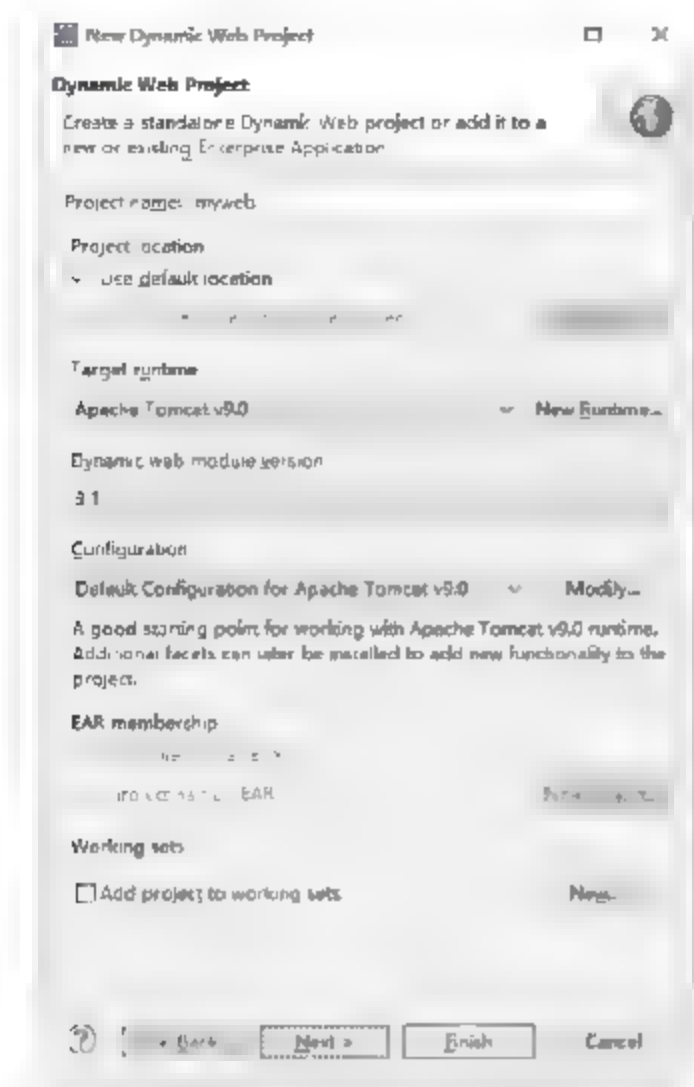 New Dynamic Web Project
Dynamic Web Project
Create a standalone Dynamic Web project or add it to a
new or existing Enterprise Application
Project name: myweb
Project location
Use default location
Target runtime
Apache Tomcat v9.0
New Runtime...
Dynamic web module version
3.1
Configuration
Default Configuration for Apache Tomcat v9.0
Modify...
A good starting point for working with Apache Tomcat v9.0 runtime.
Additional facets can later be installed to add new functionality to the
project.
EAR membership
EAR
Working sets
Add project to working sets
New...
? < Back Next > Finish Cancel